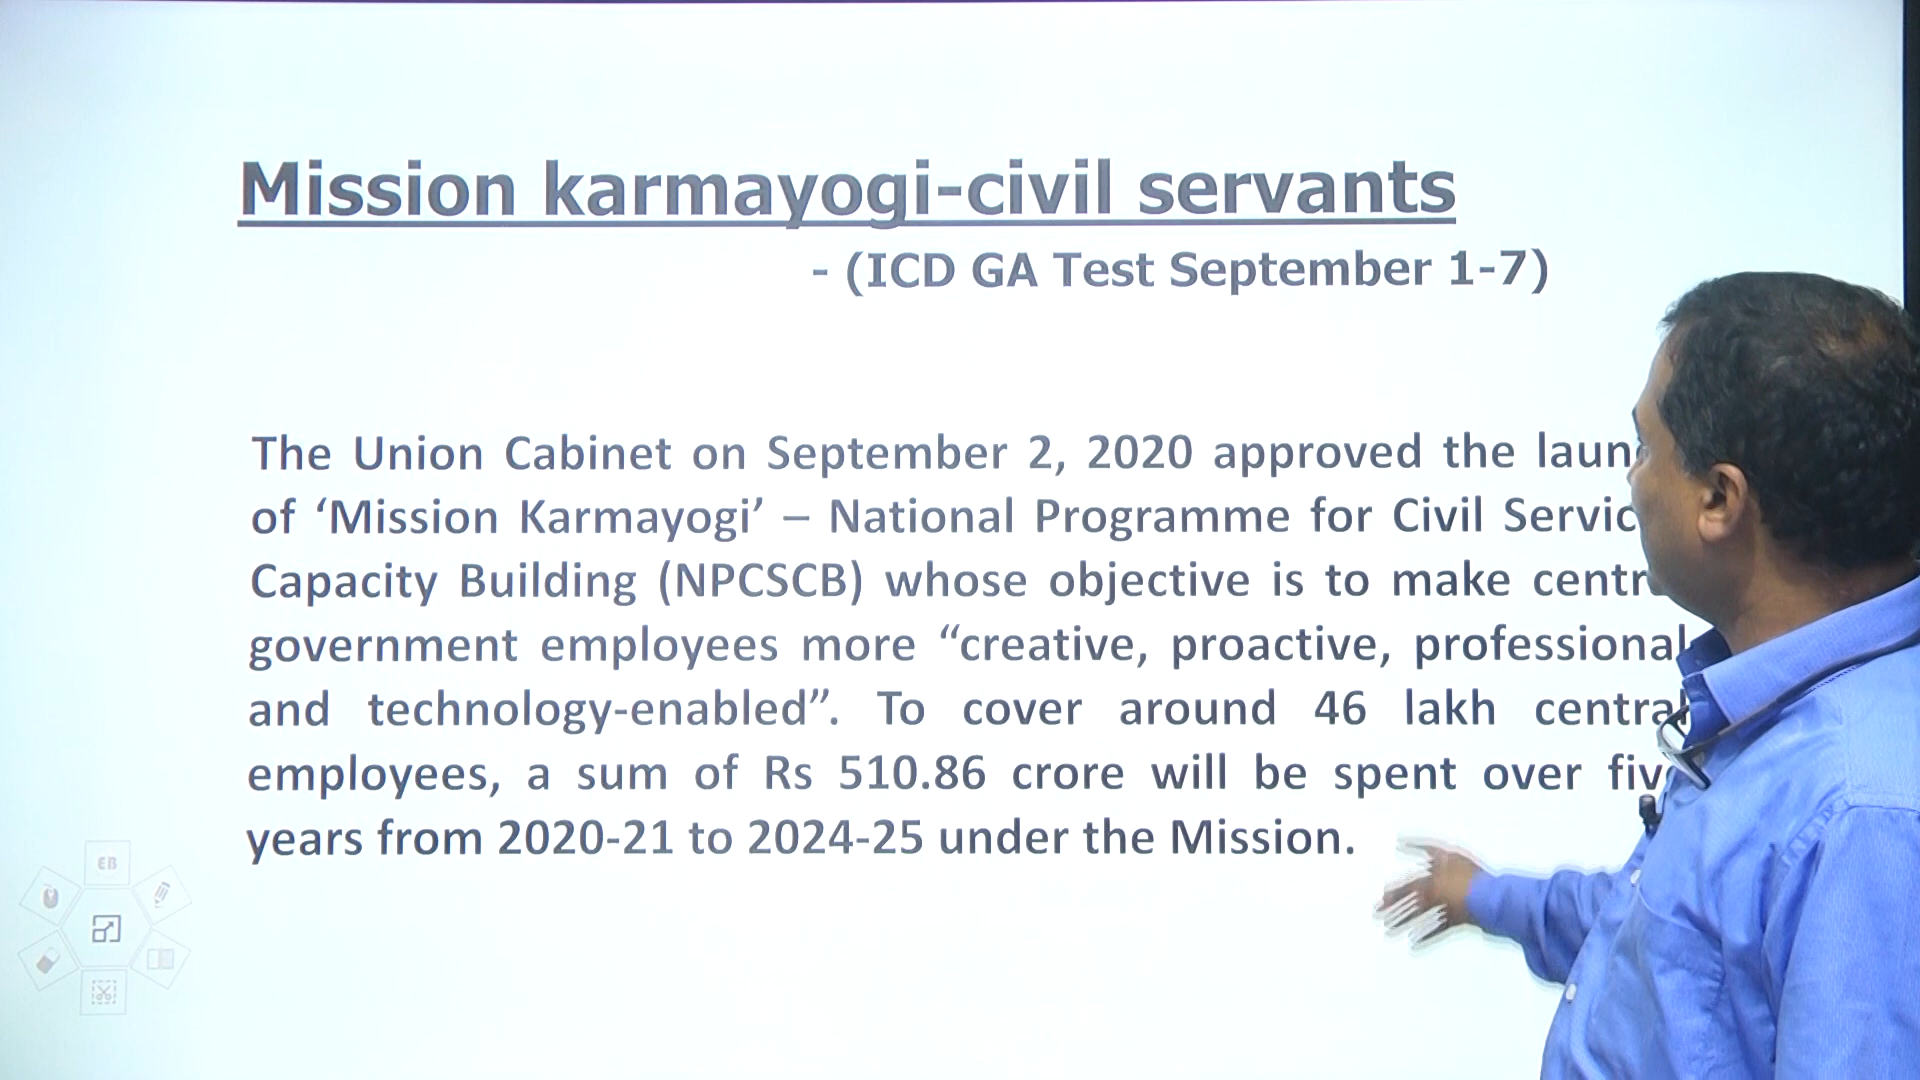 Mission karmayogi-civil servants
- (ICD GA Test September 1-7)
The Union Cabinet on September 2, 2020 approved the
of ‘Mission Karmayogi’ – National Programme for Civil
Capacity Building (NPCSCB) whose objective is to make
government employees more “creative, proactive, professional
and technology-enabled”. To cover around 46 lakh central
employees, a sum of Rs 510.86 crore will be spent over
years from 2020-21 to 2024-25 under the Mission.
EB